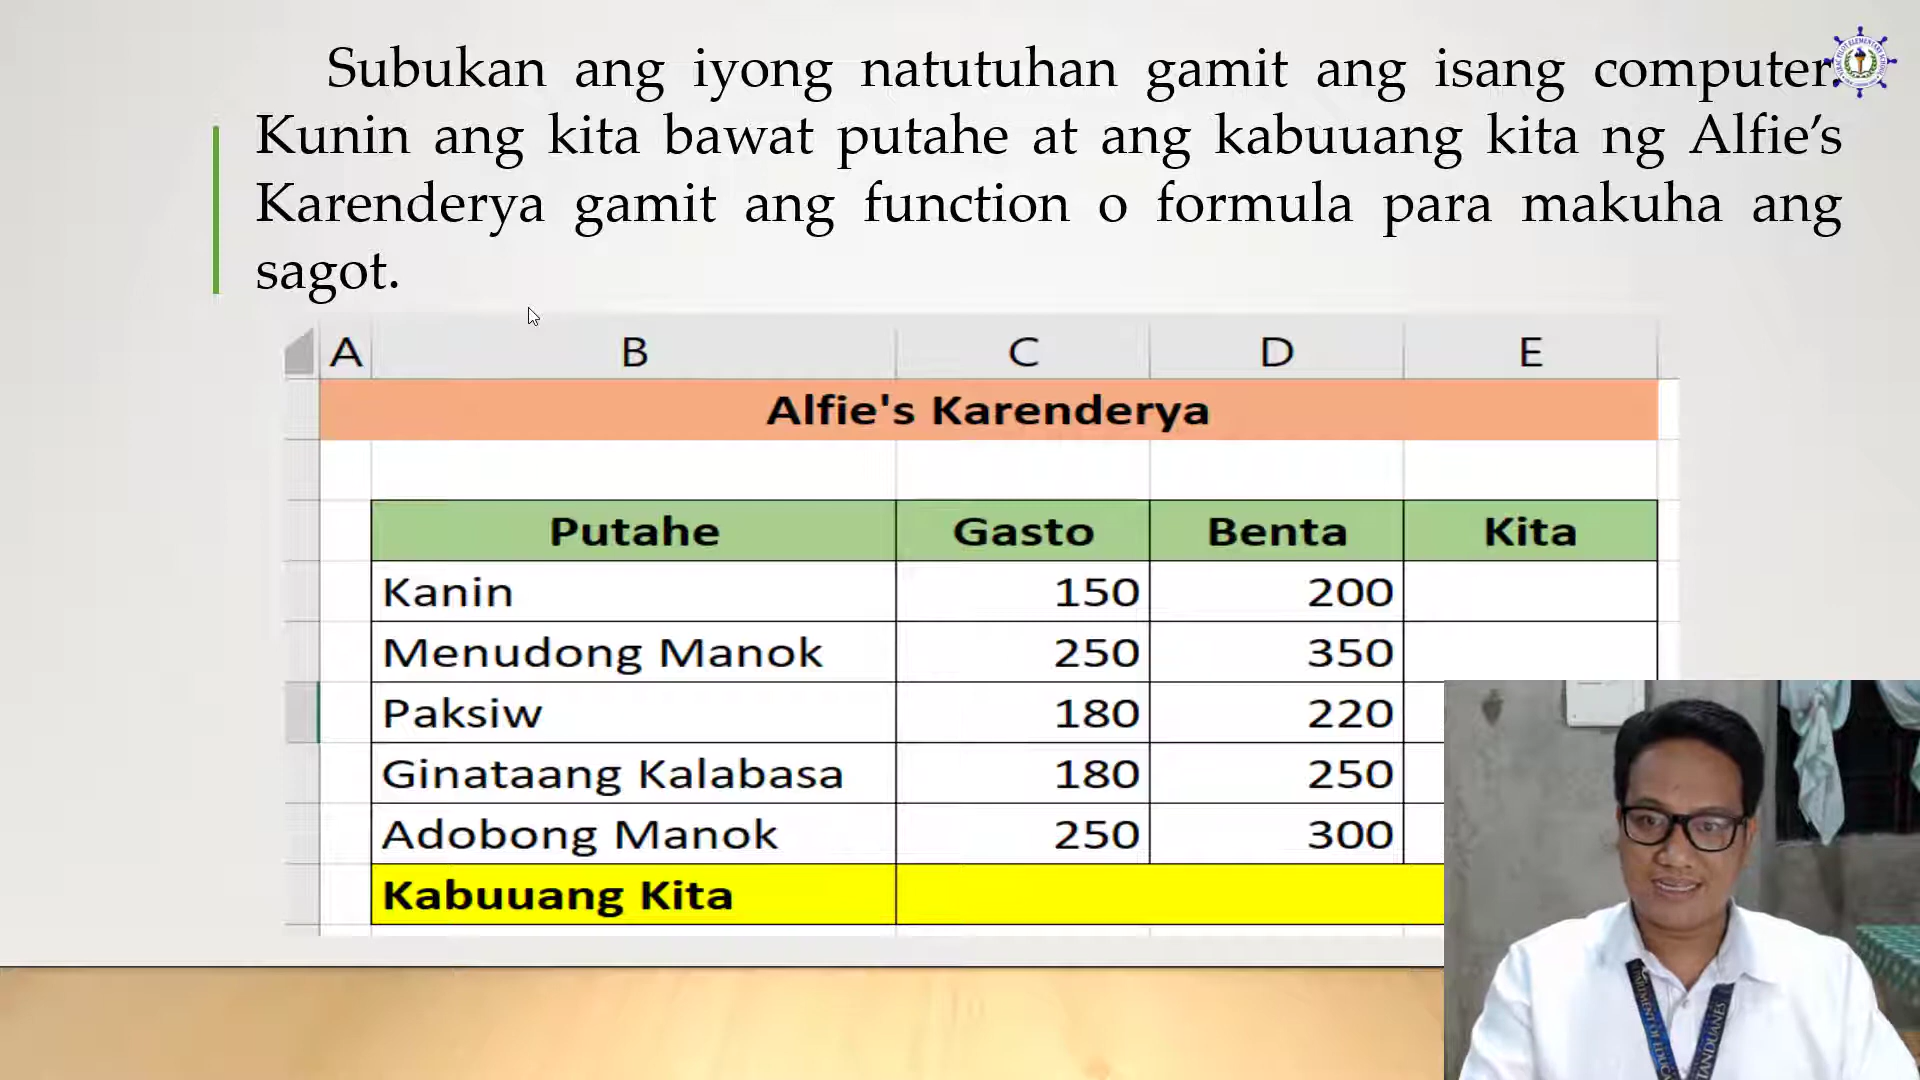 Subukan ang iyong natutuhan gamit ang isang computer.
Kunin ang kita bawat putahe at ang kabuuang kita ng Alfie’s
Karenderya gamit ang function o formula para makuha ang
sagot.
A B C D E
Alfie's Karenderya
Putahe Gasto Benta Kita
Kanin 150 200
Menudong Manok 250 350
Paksiw 180 220
Ginataang Kalabasa 180 250
Adobong Manok 250 300
Kabuuang Kita